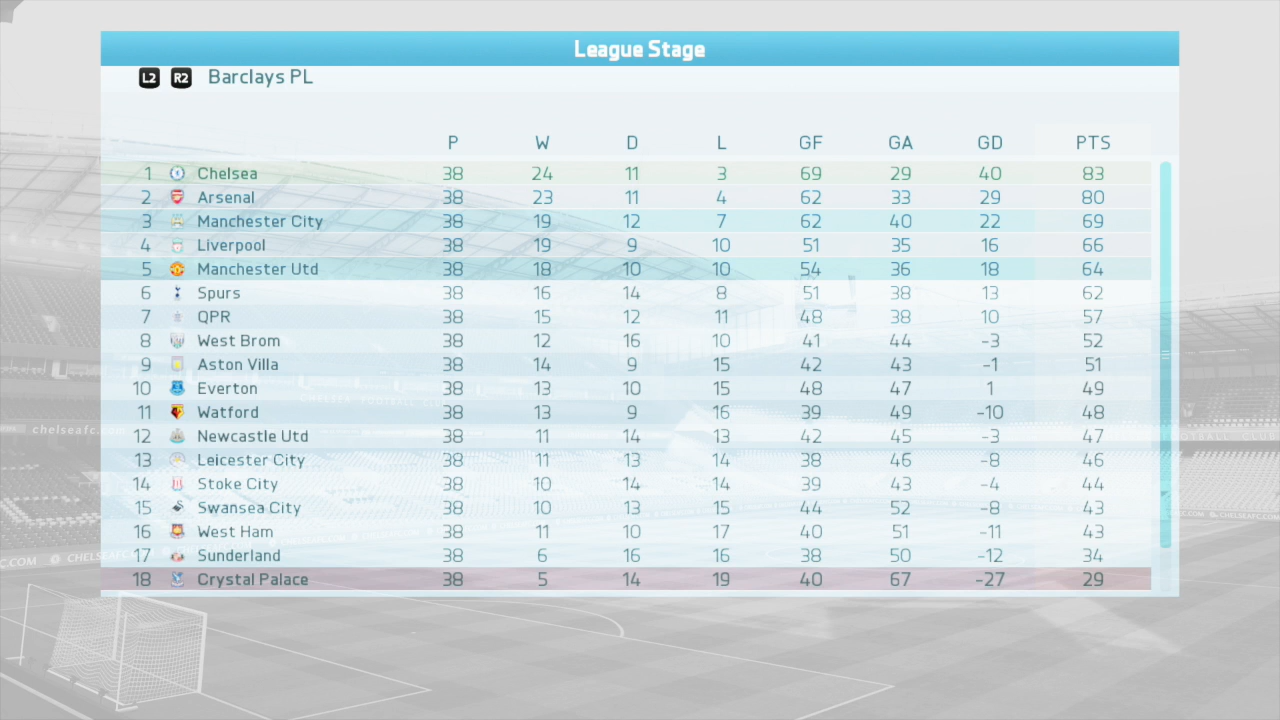 League Stage
L2 R2 Barclays PL
P W D L GF GA GD PTS
1 Chelsea 38 24 11 3 69 29 40 83
2 Arsenal 38 23 11 4 62 33 29 80
3 Manchester City 38 19 12 7 62 40 22 69
4 Liverpool 38 19 9 10 51 35 16 66
5 Manchester Utd 38 18 10 10 54 36 18 64
6 Spurs 38 16 14 8 51 38 13 62
7 QPR 38 15 12 11 48 38 10 57
8 West Brom 38 12 16 10 41 44 -3 52
9 Aston Villa 38 14 9 15 42 43 -1 51
10 Everton 38 13 10 15 48 47 1 49
11 Watford 38 13 9 16 39 49 -10 48
12 Newcastle Utd 38 11 14 13 42 45 -3 47
13 Leicester City 38 11 13 14 38 46 -8 46
14 Stoke City 38 10 14 14 39 43 -4 44
15 Swansea City 38 10 13 15 44 52 -8 43
16 West Ham 38 11 10 17 40 51 -11 43
17 Sunderland 38 6 16 16 38 50 -12 34
18 Crystal Palace 38 5 14 19 40 67 -27 29
chelseafc.com